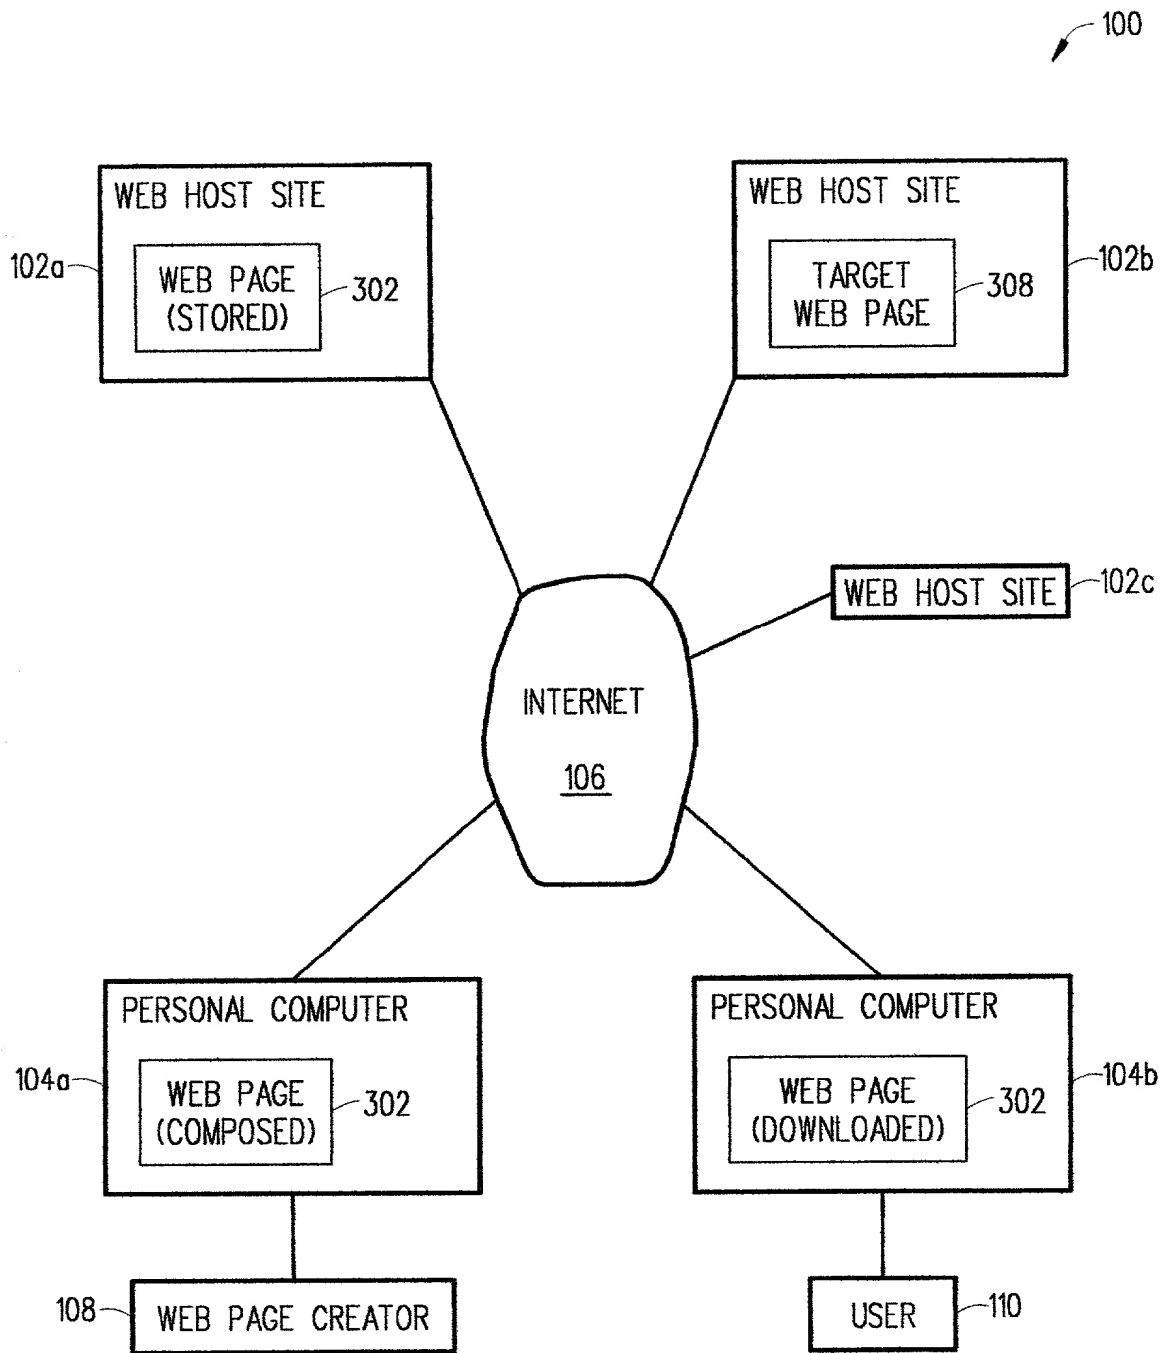 100
WEB HOST SITE
102a
WEB PAGE
(STORED)
302
WEB HOST SITE
TARGET
WEB PAGE
308
102b
WEB HOST SITE
102c
INTERNET
106
PERSONAL COMPUTER
104a
WEB PAGE
(COMPOSED)
302
PERSONAL COMPUTER
WEB PAGE
(DOWNLOADED)
302
104b
108
WEB PAGE CREATOR
USER
110